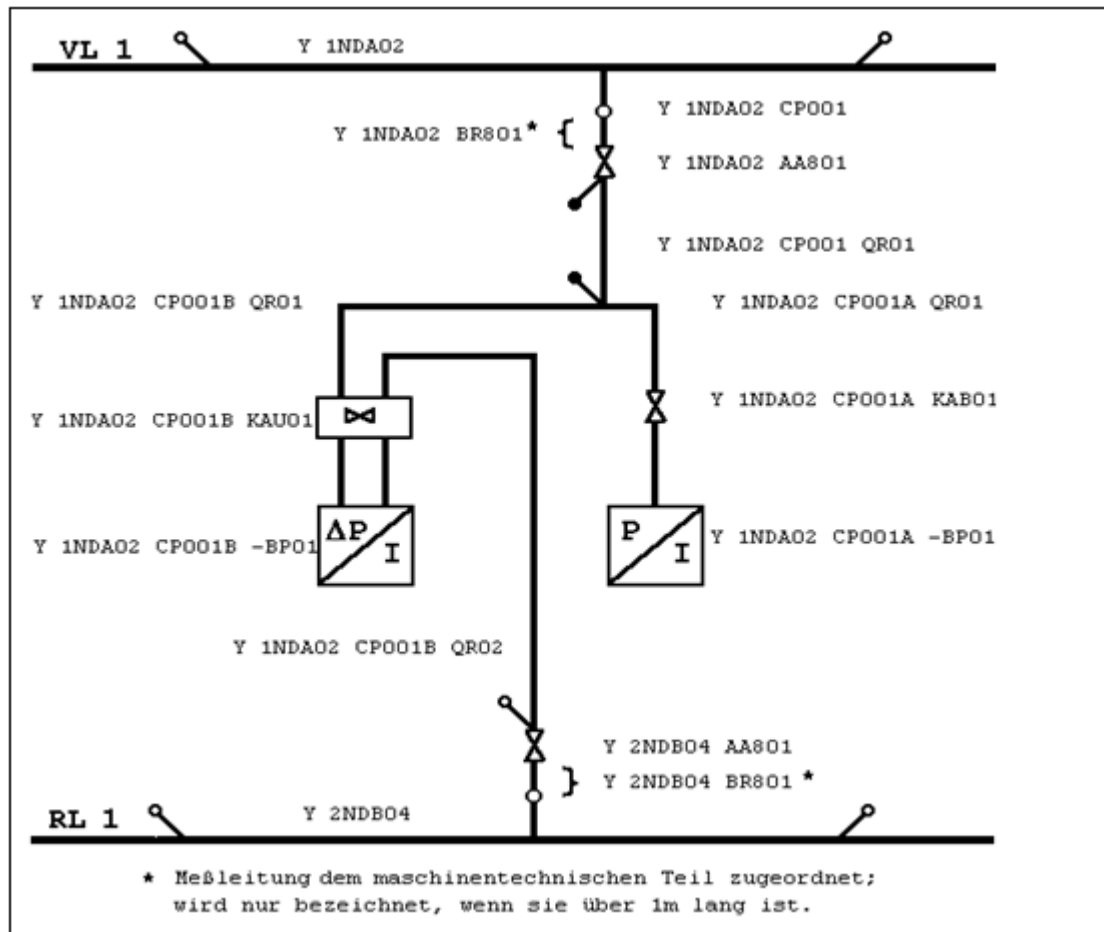 VL 1
Y 1NDA02
Y 1NDA02 CP001
Y 1NDA02 BR801*
Y 1NDA02 AA801
Y 1NDA02 CP001 QR01
Y 1NDA02 CP001B QR01
Y 1NDA02 CP001A QR01
Y 1NDA02 CP001B KAU01
Y 1NDA02 CP001A KAB01
Y 1NDA02 CP001B -BP01
ΔP
I
P
I
Y 1NDA02 CP001A -BP01
Y 1NDA02 CP001B QR02
Y 2NDB04 AA801
Y 2NDB04 BR801 *
RL 1
Y 2NDB04
* Meßleitung dem maschinentechnischen Teil zugeordnet;
wird nur bezeichnet, wenn sie über 1m lang ist.